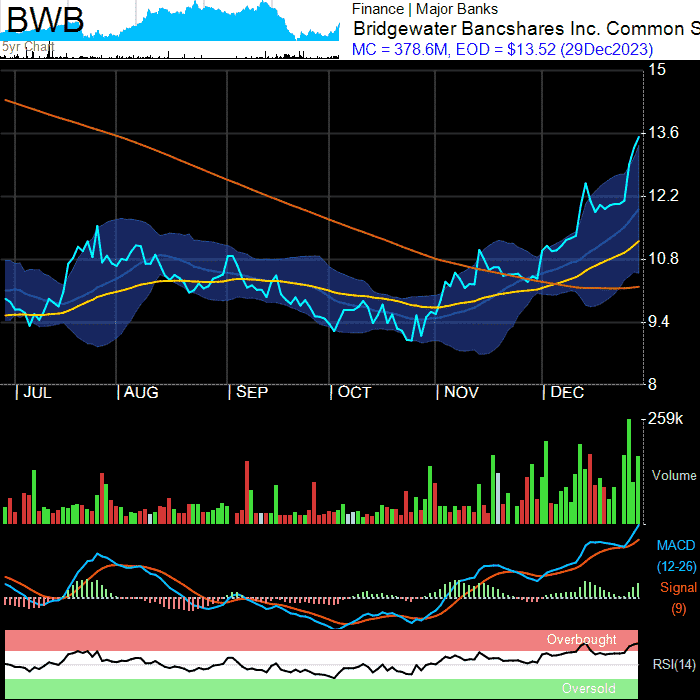 BWB
5yr Chart
Finance | Major Banks
Bridgewater Bancshares Inc. Common S
MC = 378.6M, EOD = $13.52 (29Dec2023)
15
13.6
12.2
10.8
9.4
8
| JUL | AUG | SEP | OCT | NOV | DEC
259k
Volume
MACD
(12-26)
Signal
(9)
Overbought
RSI(14)
Oversold